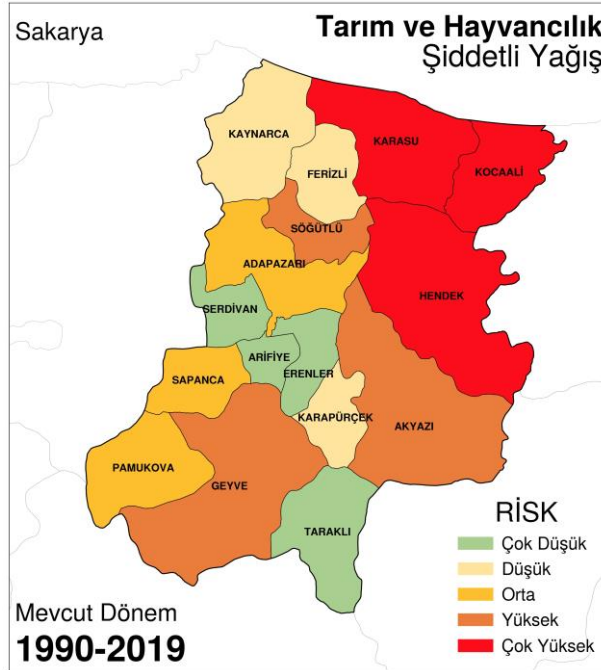 Sakarya
Tarım ve Hayvancılık
Şiddetli Yağış
KAYNARCA
KARASU
KOCAALİ
FERİZLİ
SÖĞÜTLÜ
ADAPAZARI
HENDEK
SERDİVAN
ARİFİYE
SAPANCA
ERENLER
KARAPÜRÇEK
AKYAZI
PAMUKOVA
GEYVE
TARAKLI
RİSK
Çok Düşük
Düşük
Orta
Yüksek
Çok Yüksek
Mevcut Dönem
1990-2019